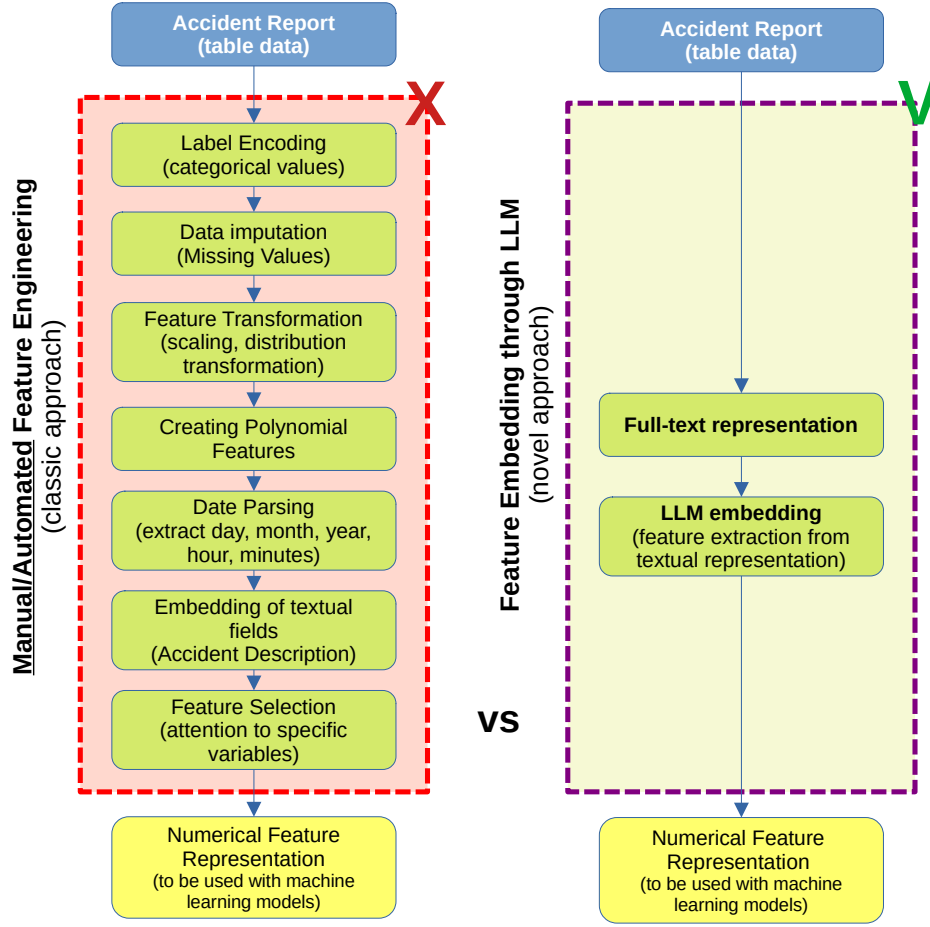 Accident Report
(table data)
X
Manual/Automated Feature Engineering
(classic approach)
Label Encoding
(categorical values)
Data imputation
(Missing Values)
Feature Transformation
(scaling, distribution
transformation)
Creating Polynomial
Features
Date Parsing
(extract day, month, year,
hour, minutes)
Embedding of textual
fields
(Accident Description)
Feature Selection
(attention to specific
variables)
Numerical Feature
Representation
(to be used with machine
learning models)
vs
Accident Report
(table data)
V
Feature Embedding through LLM
(novel approach)
Full-text representation
LLM embedding
(feature extraction from
textual representation)
Numerical Feature
Representation
(to be used with machine
learning models)